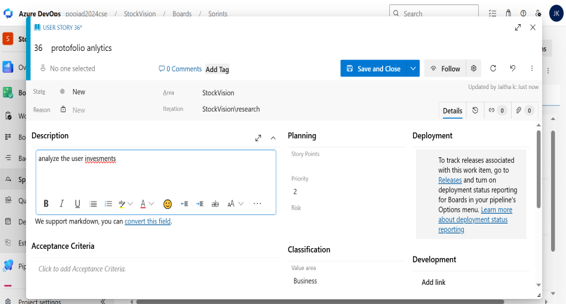 Azure DevOps poojad2024cse / StockVision / Boards / Sprints
Search
JK
USER STORY 36*
36 protofolio anlytics
No one selected
0 Comments Add Tag
Save and Close
Follow
Updated by Jaitha k: Just now
State New
Area StockVision
Reason New
Iteration StockVision\research
Details
0
0
Description
analyze the user invesments
B I U
We support markdown, you can convert this field.
Acceptance Criteria
Click to add Acceptance Criteria
Planning
Story Points
Priority
2
Risk
Classification
Value area
Business
Deployment
To track releases associated
with this work item, go to
Releases and turn on
deployment status reporting
for Boards in your pipeline's
Options menu. Learn more
about deployment status
reporting
Development
Add link
Project settings